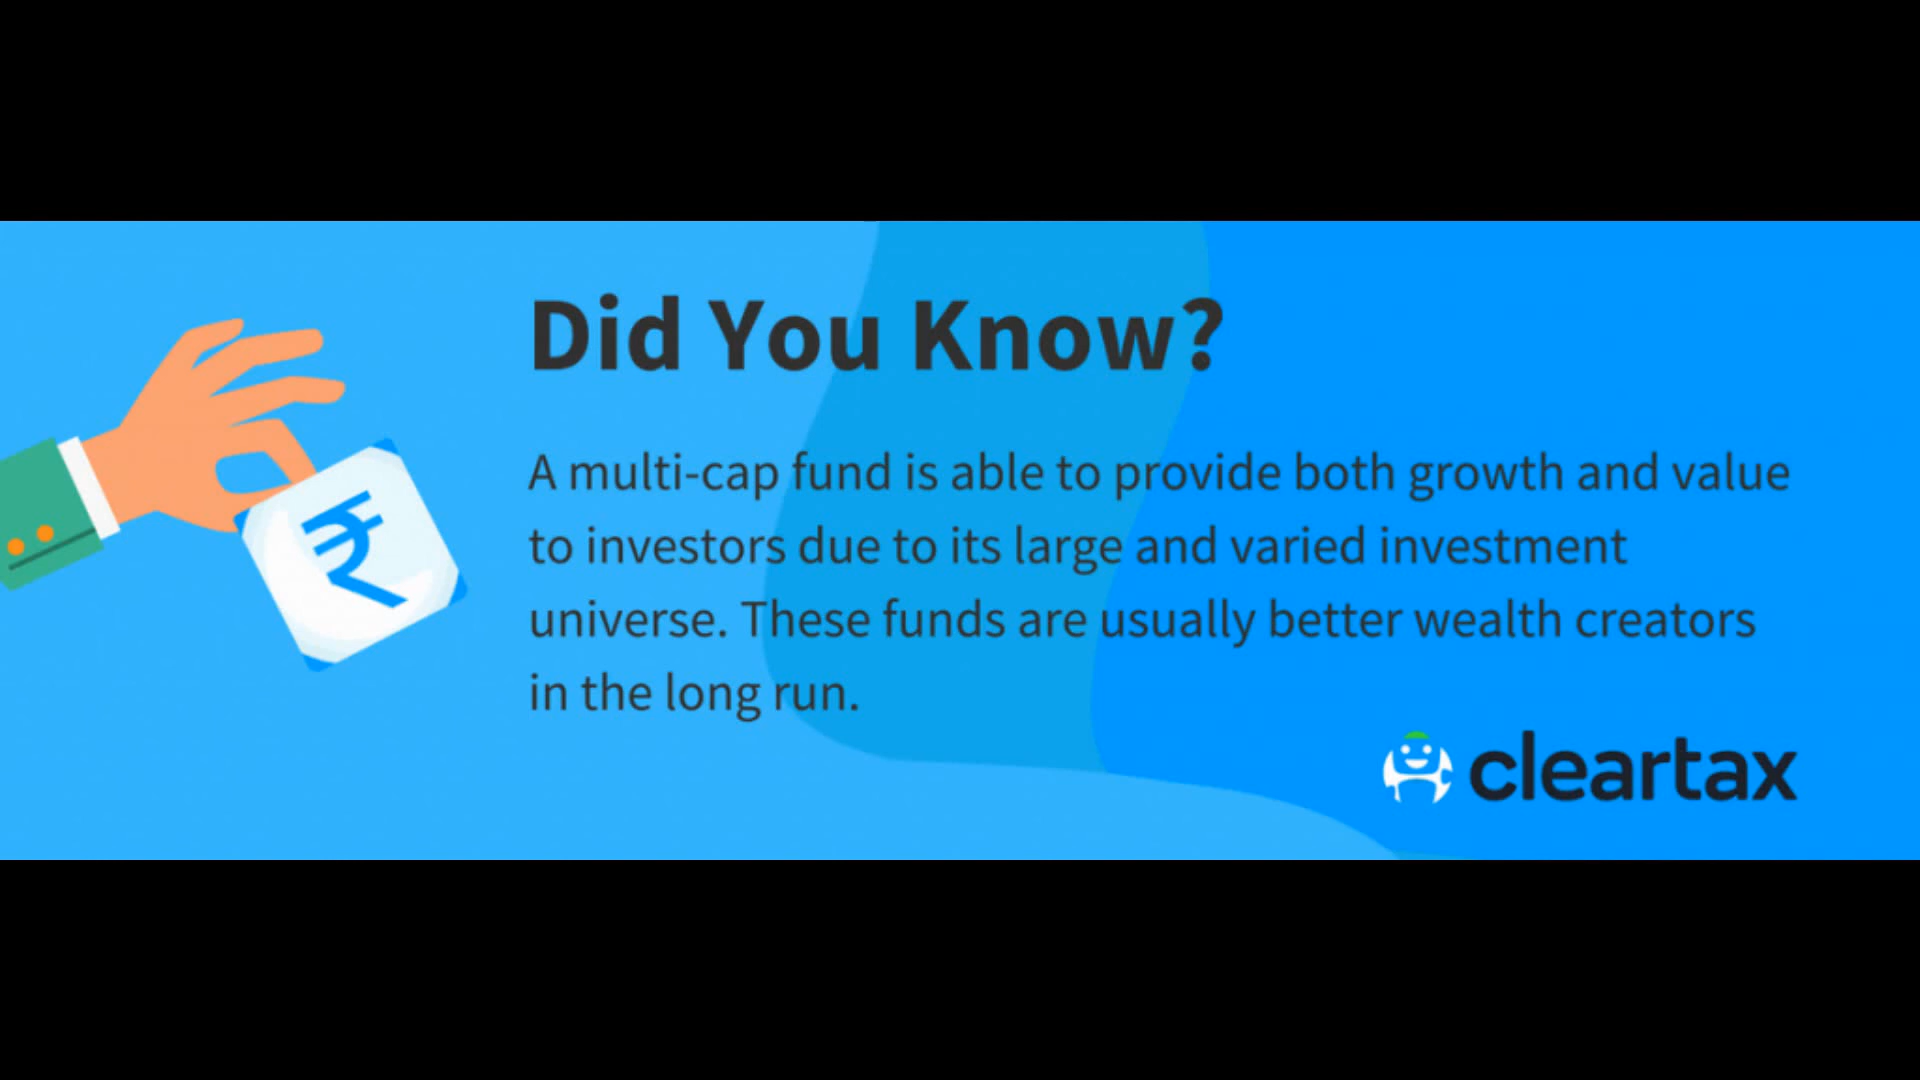 Did You Know?
₹
A multi-cap fund is able to provide both growth and value
to investors due to its large and varied investment
universe. These funds are usually better wealth creators
in the long run.
cleartax